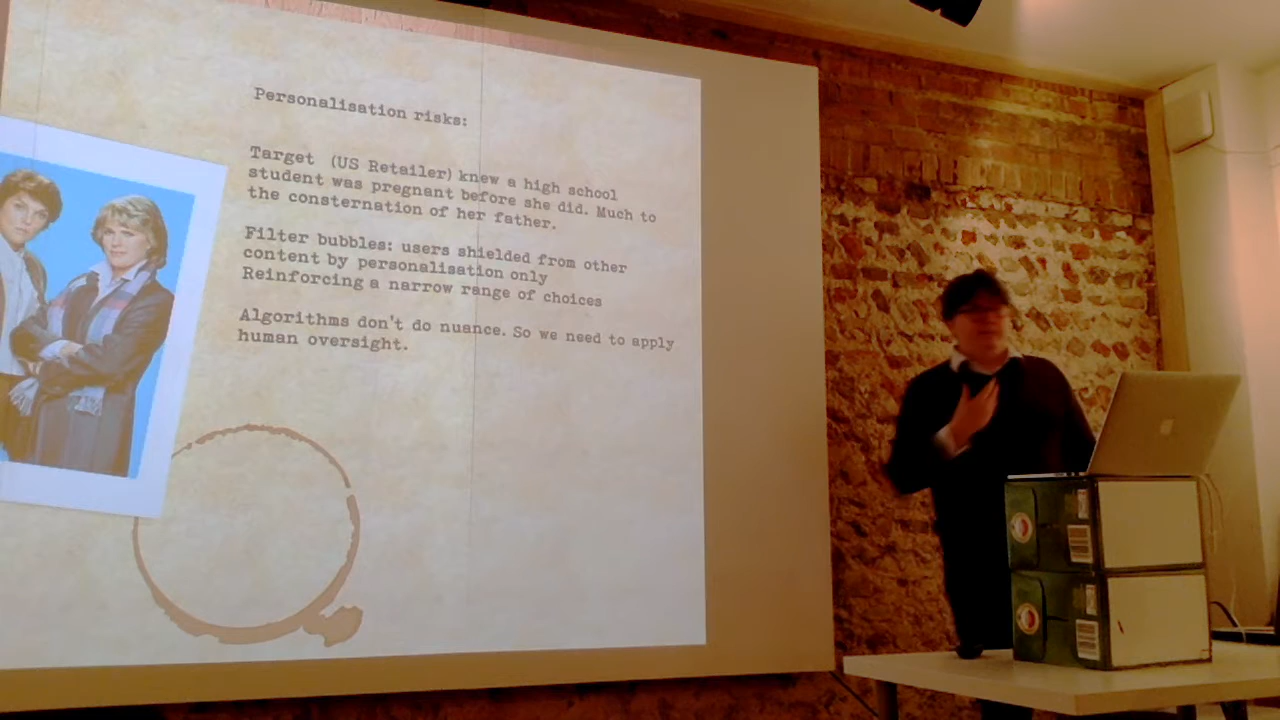 Personalisation risks:
Target (US Retailer) knew a high school
student was pregnant before she did. Much to
the consternation of her father.
Filter bubbles: users shielded from other
content by personalisation only
Reinforcing a narrow range of choices
Algorithms don't do nuance. So we need to apply
human oversight.